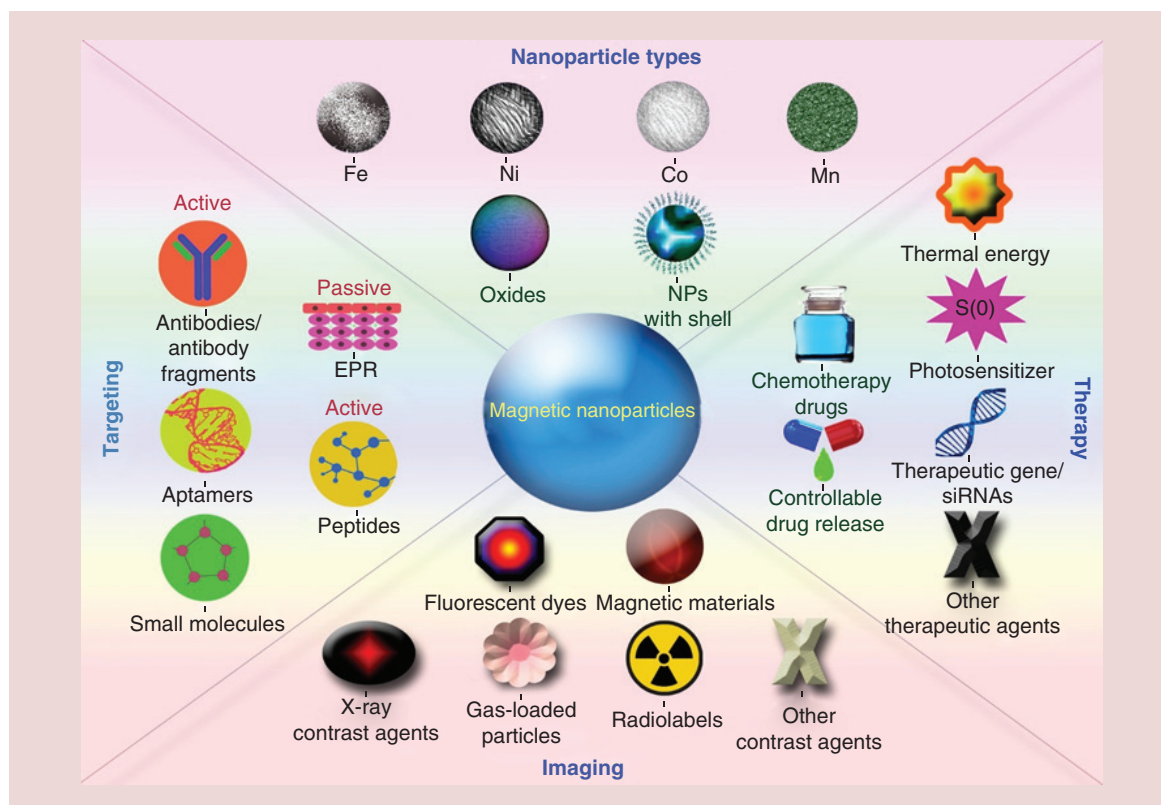 Nanoparticle types
Fe
Ni
Co
Mn
Oxides
NPs
with shell
Targeting
Active
Antibodies/
antibody
fragments
Passive
EPR
Aptamers
Active
Peptides
Small molecules
Magnetic nanoparticles
Therapy
Thermal energy
S(0)
Photosensitizer
Chemotherapy
drugs
Therapeutic gene/
siRNAs
Controllable
drug release
Other
therapeutic agents
Fluorescent dyes
Magnetic materials
X-ray
contrast agents
Gas-loaded
particles
Radiolabels
Other
contrast agents
Imaging